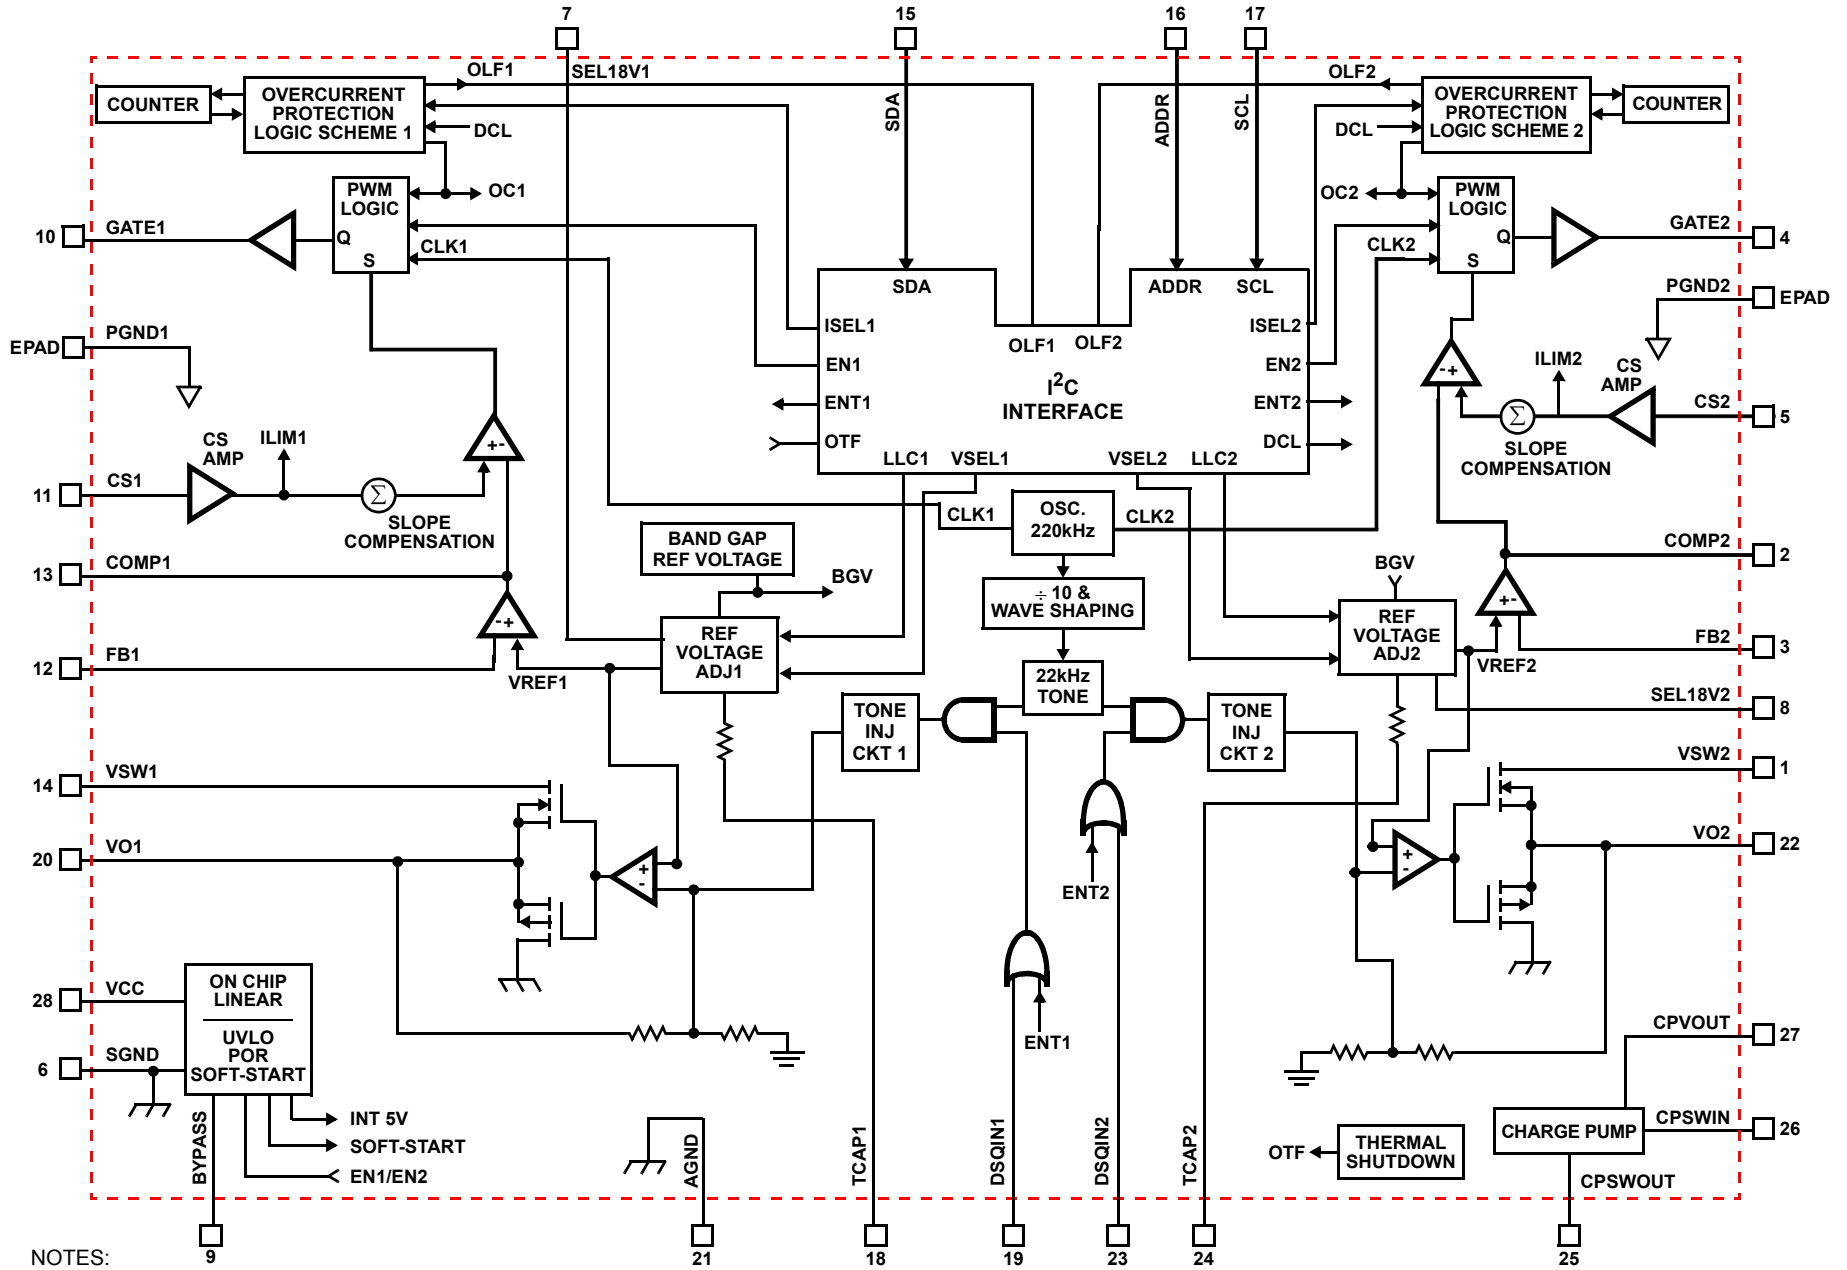 7
15
16
17
OLF1
SEL18V1
OLF2
COUNTER
OVERCURRENT
PROTECTION
LOGIC SCHEME 1
DCL
SDA
ADDR
SCL
DCL
OVERCURRENT
PROTECTION
LOGIC SCHEME 2
COUNTER
PWM
LOGIC
Q
S
OC1
CLK1
OC2
CLK2
PWM
LOGIC
Q
S
10
GATE1
GATE2
4
EPAD
PGND1
PGND2
EPAD
SDA
ADDR
SCL
ISEL1
OLF1
OLF2
ISEL2
EN1
EN2
I2C
INTERFACE
ENT1
ENT2
OTF
DCL
LLC1
VSEL1
VSEL2
LLC2
CS
AMP
ILIM1
+-
11
CS1
Σ
SLOPE
COMPENSATION
-+
ILIM2
CS
AMP
CS2
5
Σ
SLOPE
COMPENSATION
CLK1
OSC.
220kHz
CLK2
BAND GAP
REF VOLTAGE
BGV
÷ 10 &
WAVE SHAPING
BGV
13
COMP1
COMP2
2
-+
+-
12
FB1
VREF1
REF
VOLTAGE
ADJ1
22kHz
TONE
REF
VOLTAGE
ADJ2
VREF2
FB2
3
SEL18V2
8
TONE
INJ
CKT 1
TONE
INJ
CKT 2
14
VSW1
VSW2
1
20
VO1
VO2
22
+
-
+
-
ENT2
ENT1
28
VCC
ON CHIP
LINEAR
UVLO
POR
SOFT-START
6
SGND
INT 5V
SOFT-START
EN1/EN2
BYPASS
AGND
TCAP1
DSQIN1
DSQIN2
TCAP2
OTF
THERMAL
SHUTDOWN
CPVOUT
27
CHARGE PUMP
CPSWIN
26
CPSWOUT
9
21
18
19
23
24
25
NOTES: